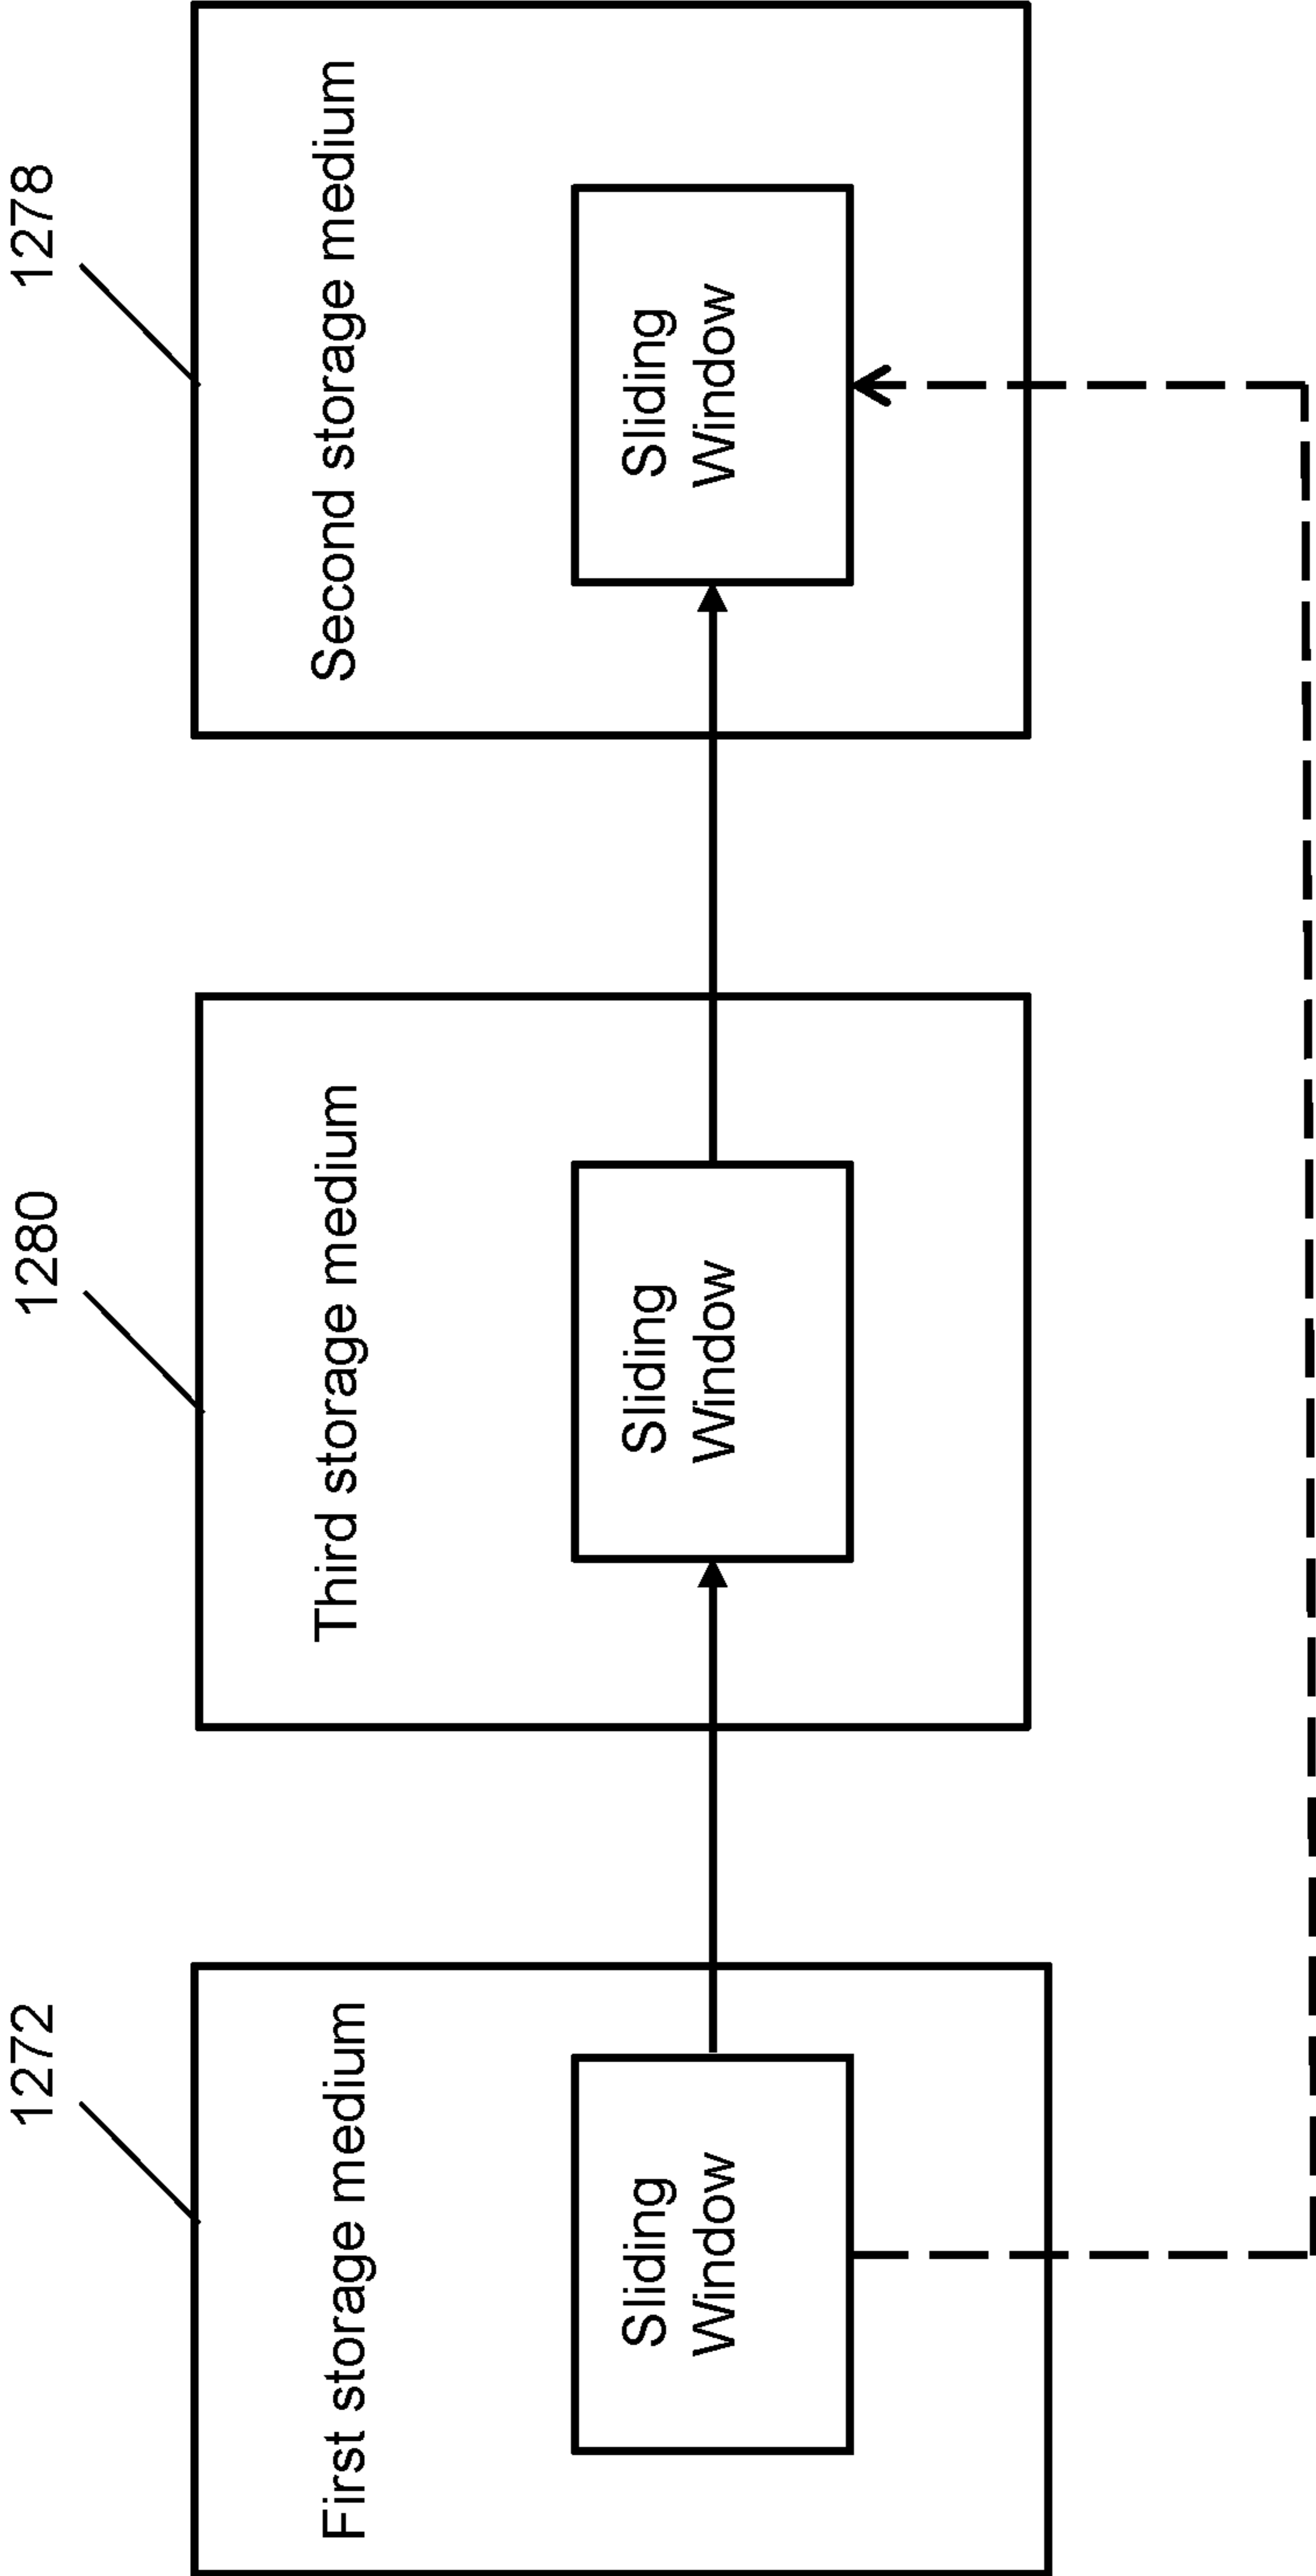 1272
1280
1278
First storage medium
Third storage medium
Second storage medium
Sliding
Window
Sliding
Window
Sliding
Window